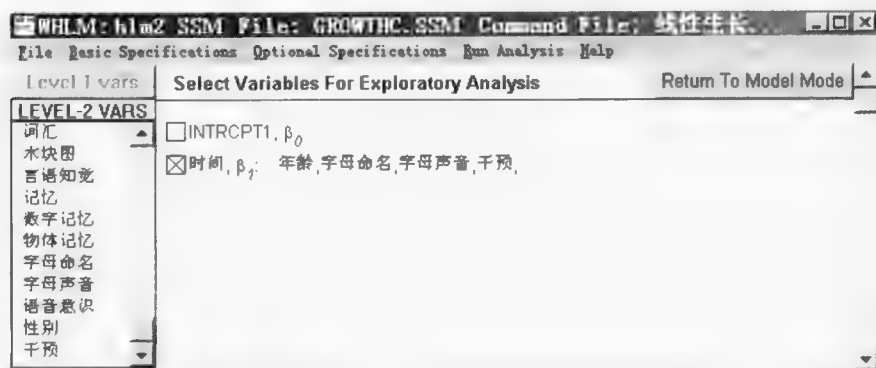 WHLM: hlm2 SSM File: GROWTHC.SSM Command File: 线性生长...
File Basic Specifications Optional Specifications Run Analysis Help
Level 1 vars
Select Variables For Exploratory Analysis
Return To Model Mode
LEVEL-2 VARS
词汇
水块图
言语知觉
记忆
数字记忆
物体记忆
字母命名
字母声音
语音意识
性别
干预
INTRCPT1, β0
时间, β1: 年龄,字母命名,字母声音,干预,